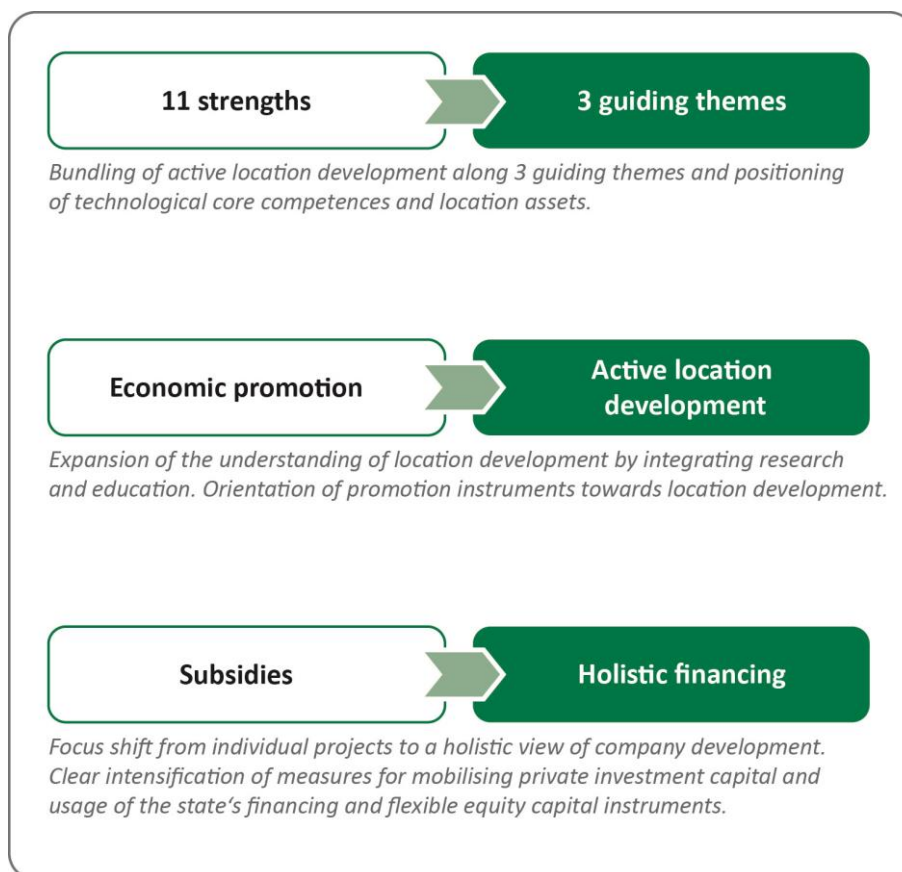 11 strengths
3 guiding themes
Bundling of active location development along 3 guiding themes and positioning
of technological core competences and location assets.
Economic promotion
Active location
development
Expansion of the understanding of location development by integrating research
and education. Orientation of promotion instruments towards location development.
Subsidies
Holistic financing
Focus shift from individual projects to a holistic view of company development.
Clear intensification of measures for mobilising private investment capital and
usage of the state‘s financing and flexible equity capital instruments.